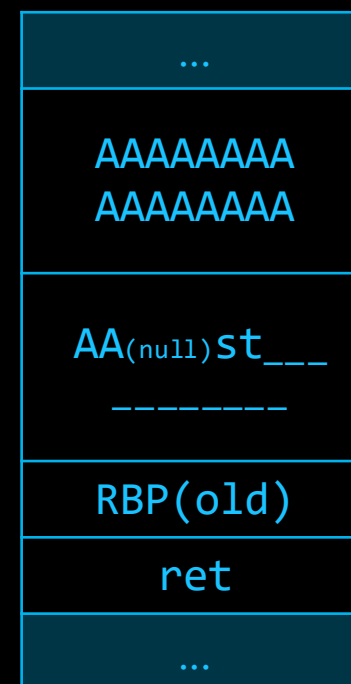 ...
AAAAAAAA
AAAAAAAA
AA(null)st___
________
RBP(old)
ret
...